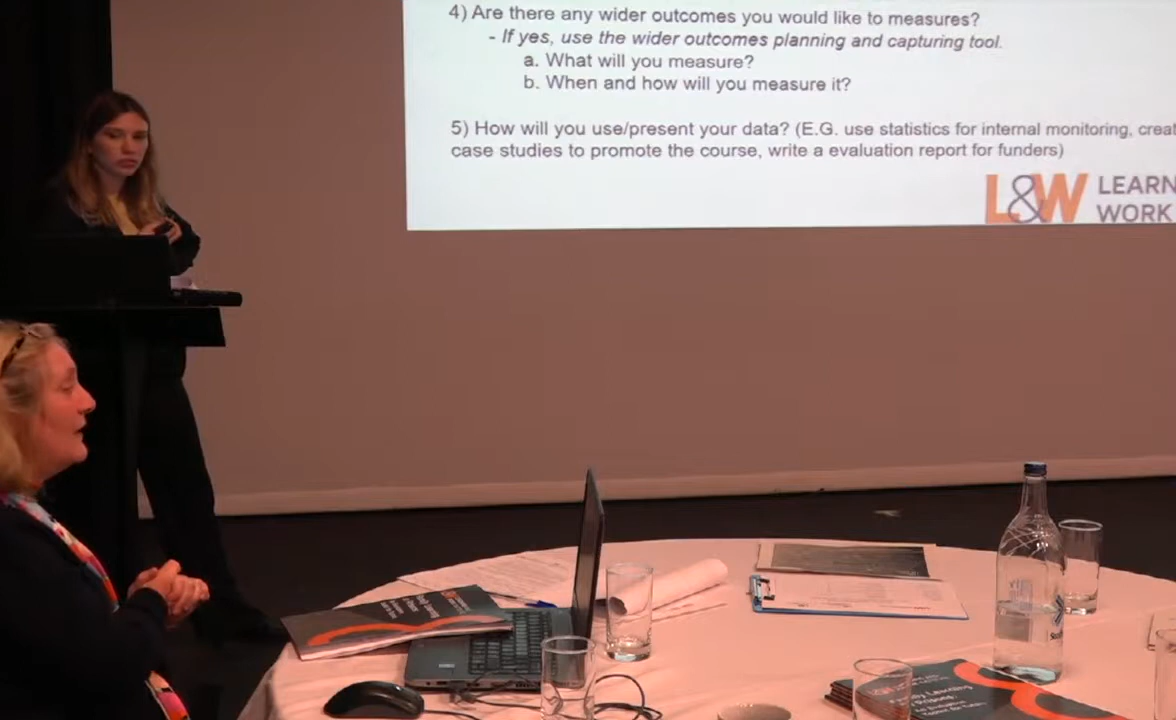 4) Are there any wider outcomes you would like to measures?
- If yes, use the wider outcomes planning and capturing tool.
a. What will you measure?
b. When and how will you measure it?
5) How will you use/present your data? (E.G. use statistics for internal monitoring, crea
case studies to promote the course, write a evaluation report for funders)
L&W LEARN
WORK